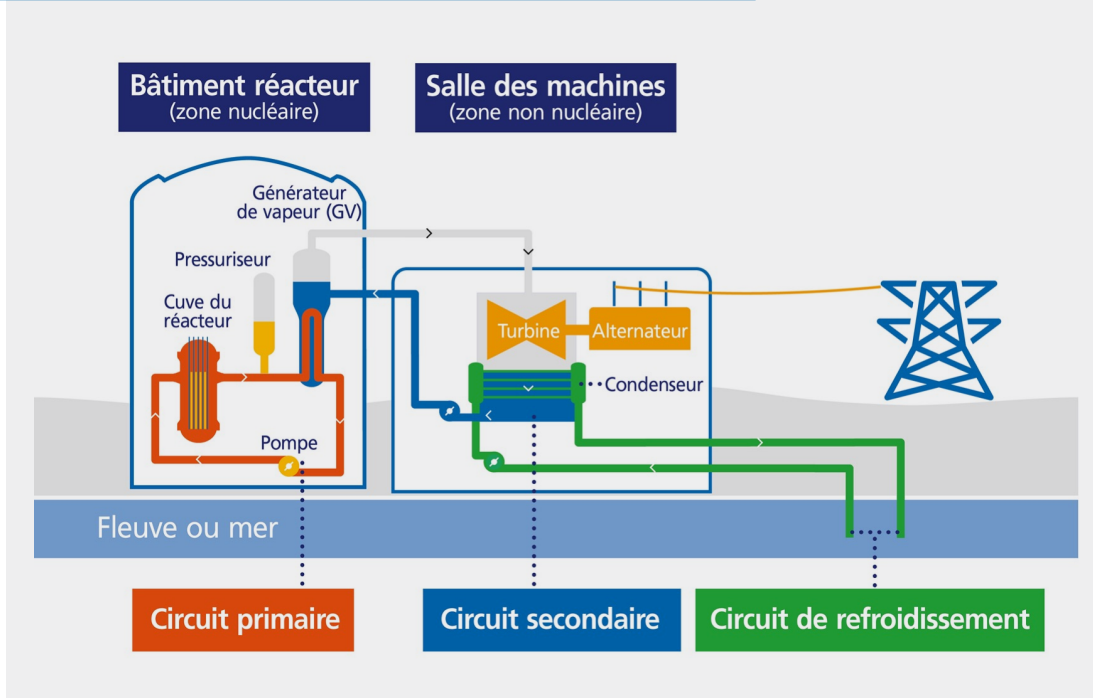 Bâtiment réacteur
(zone nucléaire)
Salle des machines
(zone non nucléaire)
Générateur
de vapeur (GV)
Pressuriseur
Cuve du
réacteur
Turbine
Alternateur
Condenseur
Pompe
Fleuve ou mer
Circuit primaire
Circuit secondaire
Circuit de refroidissement